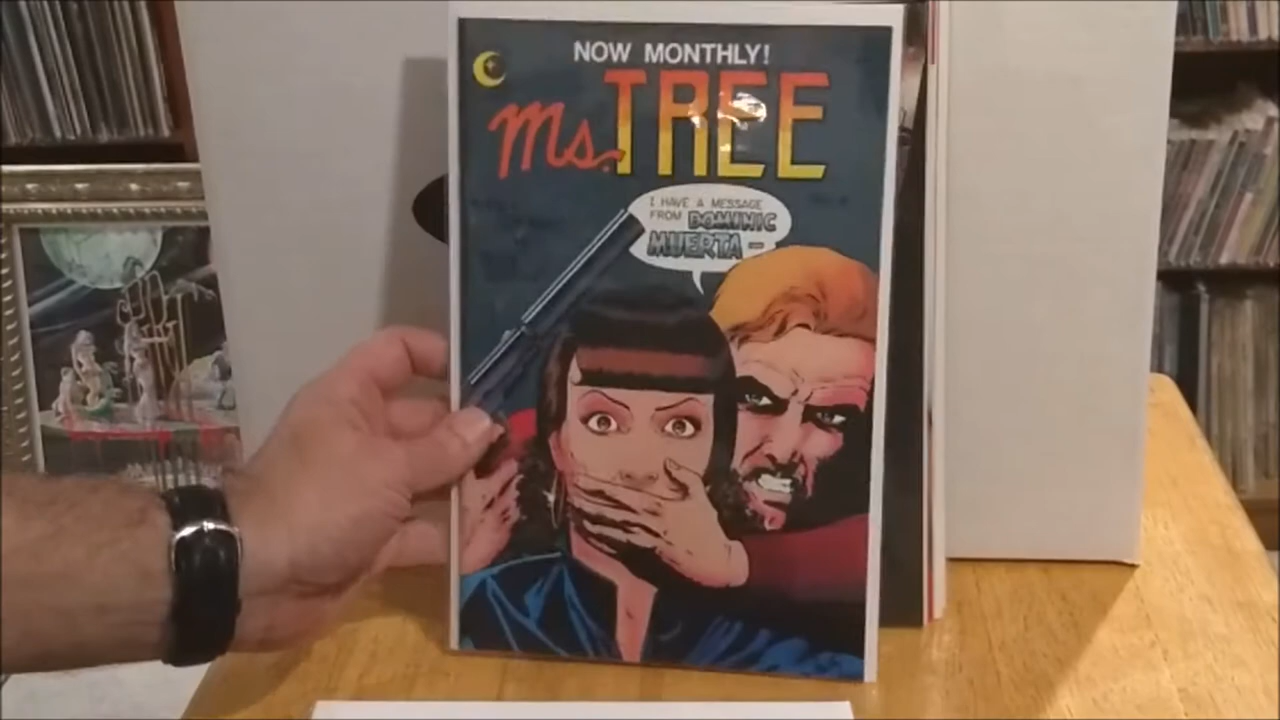 NOW MONTHLY!
Ms. TREE
I HAVE A MESSAGE
FROM DOMINIC
MUERTA —